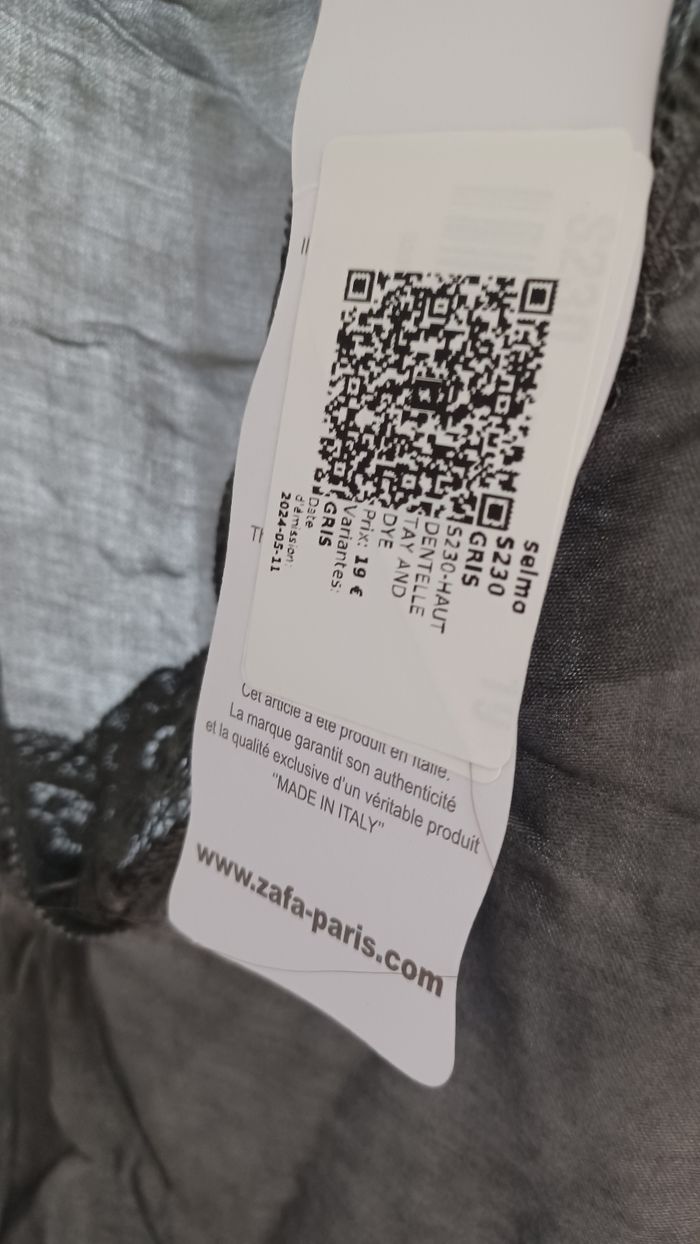 selmo
S230
GRIS
S230-HAUT
DENTELLE
TAY AND
DYE
Prix: 19 €
Variantes:
GRIS
Date
d'émission:
2024-05-11
Cet article a été produit en Italie.
La marque garantit son authenticité
et la qualité exclusive d'un véritable produit
"MADE IN ITALY"
www.zafa-paris.com